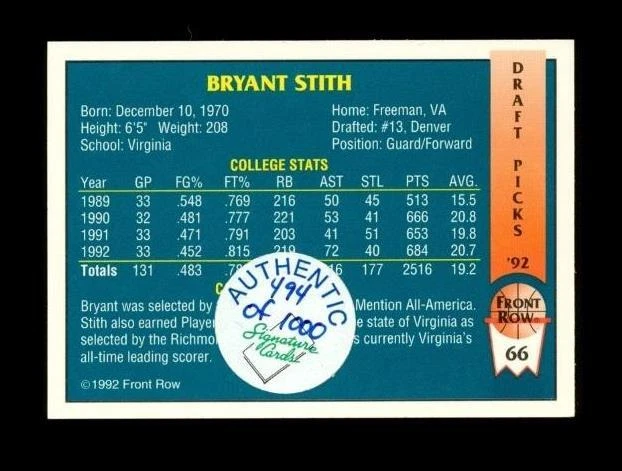 BRYANT STITH
Born: December 10, 1970
Height: 6'5" Weight: 208
School: Virginia
Home: Freeman, VA
Drafted: #13, Denver
Position: Guard/Forward
COLLEGE STATS
Year GP FG% FT% RB AST STL PTS AVG.
1989 33 .548 .769 216 50 45 513 15.5
1990 32 .481 .777 221 53 41 666 20.8
1991 33 .471 .791 203 41 51 653 19.8
1992 33 .452 .815 219 72 40 684 20.7
Totals 131 .483 16 177 2516 19.2
Bryant was selected by Mention All-America.
Stith also earned Player e state of Virginia as
selected by the Richmo s currently Virginia's
all-time leading scorer.
©1992 Front Row
AUTHENTIC
494
of 1000
Signature
Cards
DRAFT PICKS
'92
FRONT
ROW
66